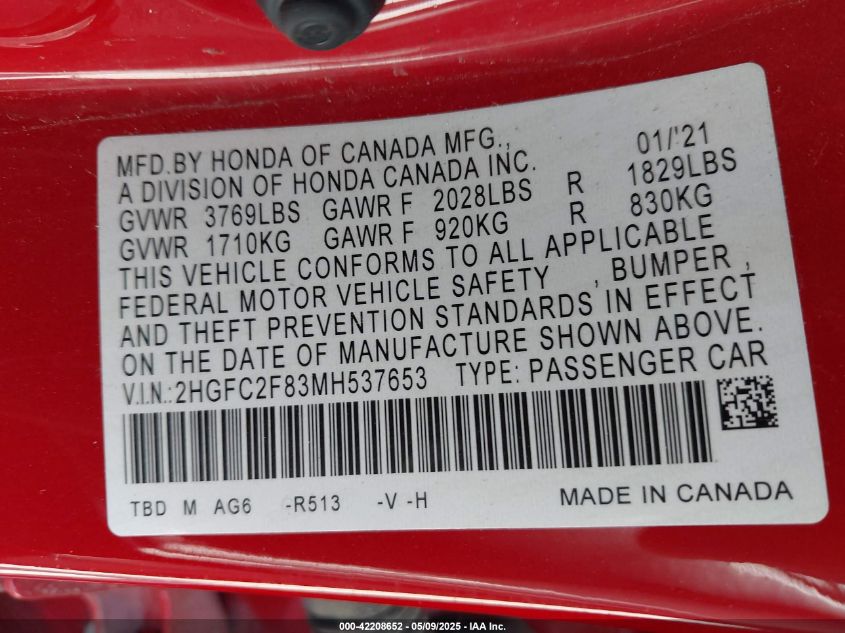 MFD.BY HONDA OF CANADA MFG., 01/'21
A DIVISION OF HONDA CANADA INC.
GVWR 3769LBS GAWR F 2028LBS R 1829LBS
GVWR 1710KG GAWR F 920KG R 830KG
THIS VEHICLE CONFORMS TO ALL APPLICABLE
FEDERAL MOTOR VEHICLE SAFETY , BUMPER ,
AND THEFT PREVENTION STANDARDS IN EFFECT
ON THE DATE OF MANUFACTURE SHOWN ABOVE.
V.I.N.:2HGFC2F83MH537653 TYPE: PASSENGER CAR
TBD M AG6 -R513 -V -H MADE IN CANADA
000-42208652 - 05/09/2025 - IAA Inc.